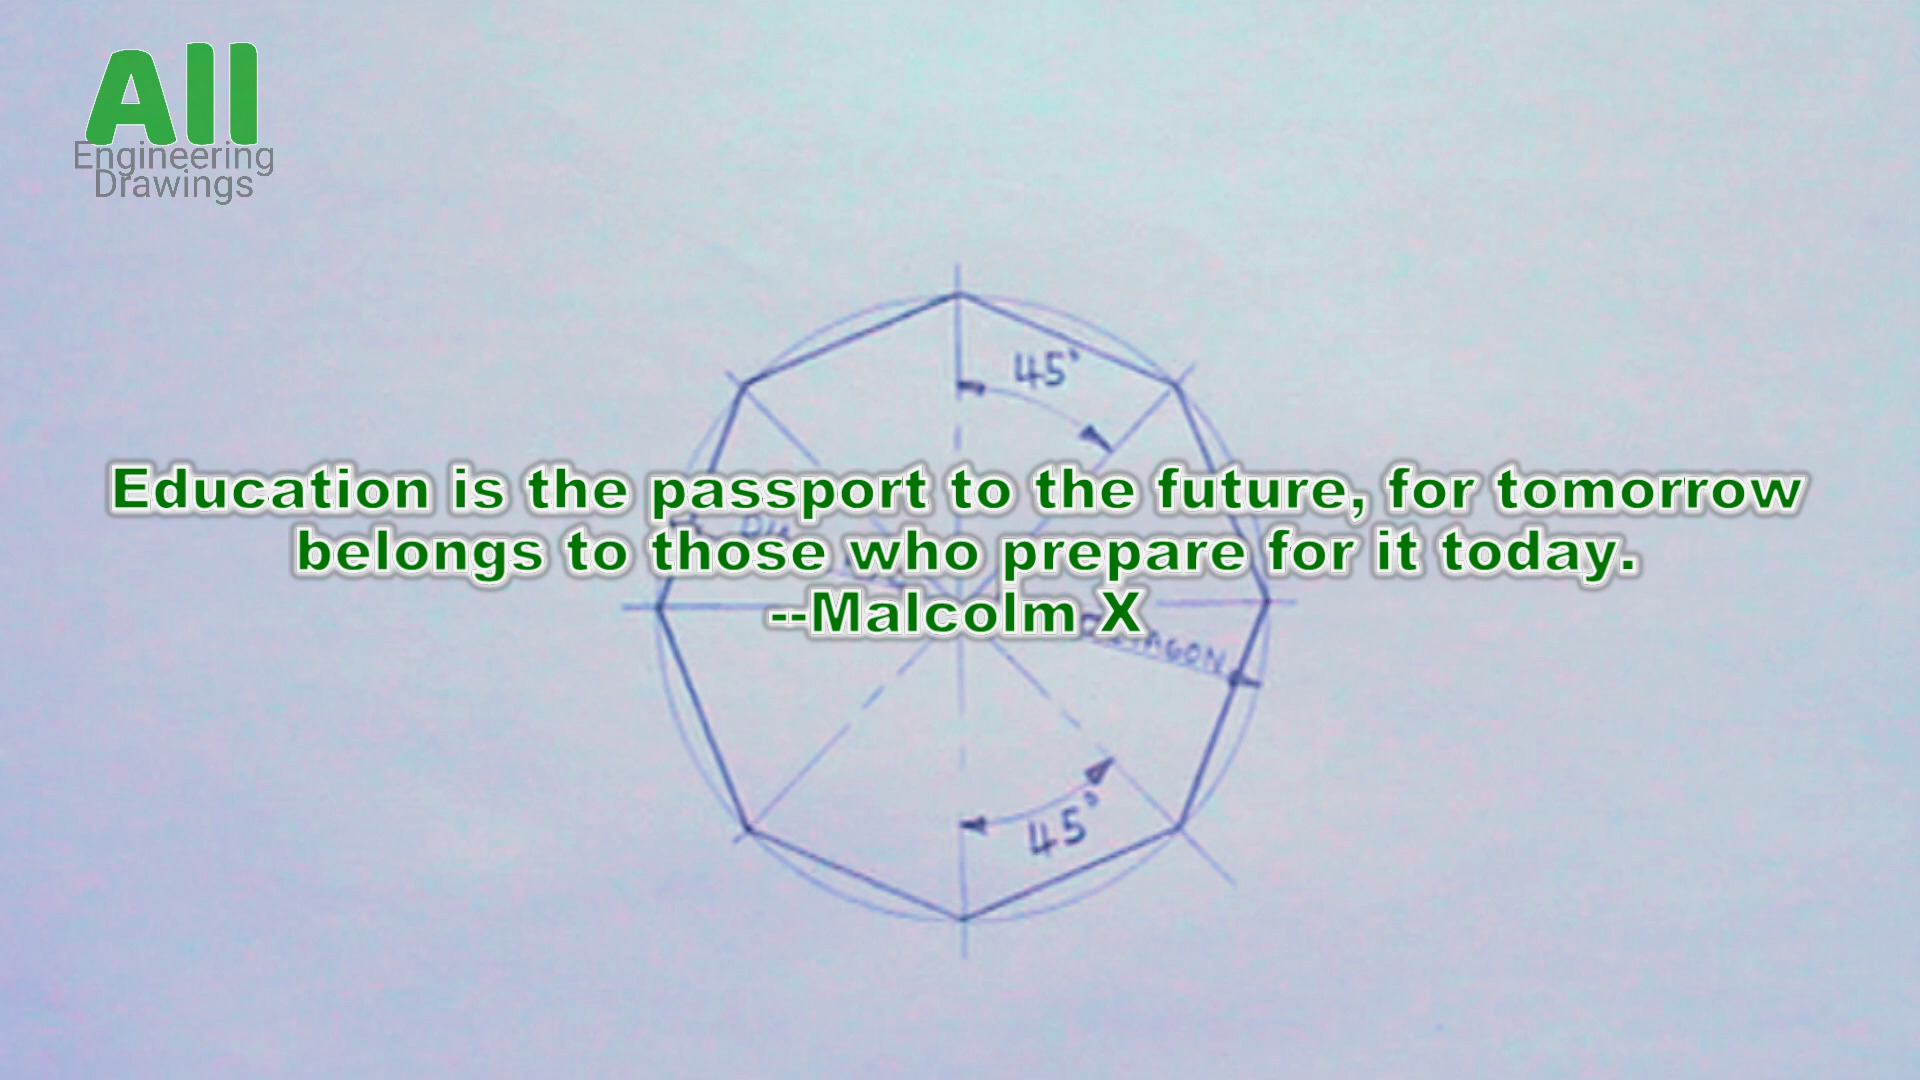 All
Engineering
Drawings
45°
Education is the passport to the future, for tomorrow
belongs to those who prepare for it today.
--Malcolm X
OCTAGON
45°